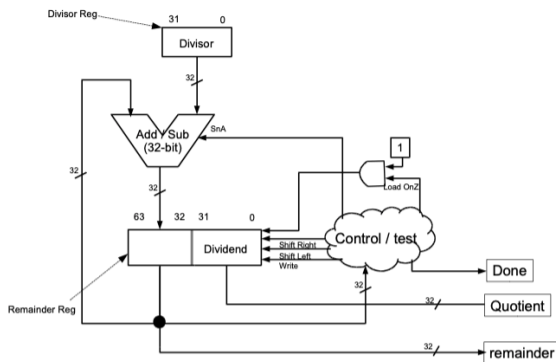 Divisor Reg
31 0
Divisor
32
Add / Sub
(32-bit)
SnA
1
32
Load OnZ
32
63 32 31 0
Dividend
Shift Right
Shift Left
Write
Control / test
Done
32
32
Quotient
Remainder Reg
32
remainder